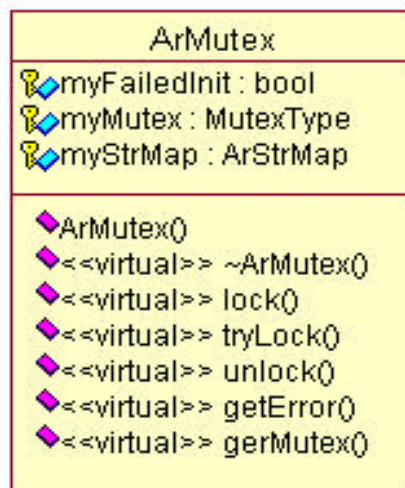 ArMutex
myFailedInit : bool
myMutex : MutexType
myStrMap : ArStrMap
ArMutex()
<<virtual>> ~ArMutex()
<<virtual>> lock()
<<virtual>> tryLock()
<<virtual>> unlock()
<<virtual>> getError()
<<virtual>> gerMutex()